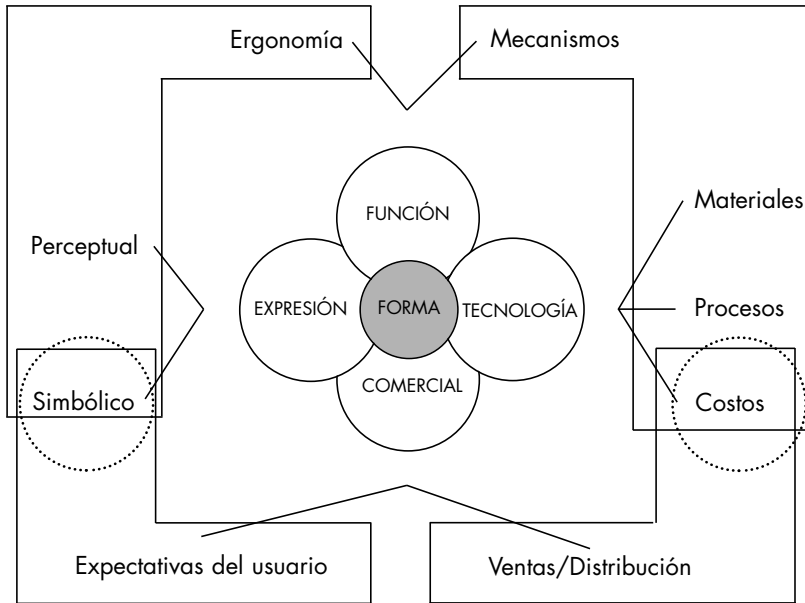 Ergonomía
Mecanismos
FUNCIÓN
Materiales
Perceptual
EXPRESIÓN
FORMA
TECNOLOGÍA
Procesos
COMERCIAL
Simbólico
Costos
Expectativas del usuario
Ventas/Distribución